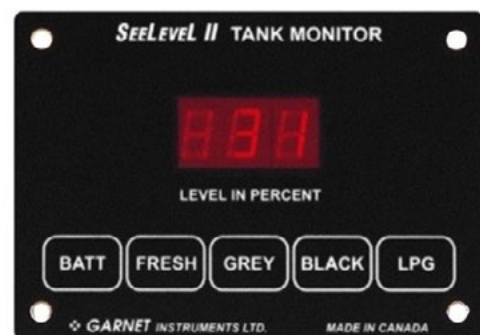 SEELEVEL II TANK MONITOR
31
LEVEL IN PERCENT
BATT FRESH GREY BLACK LPG
GARNET INSTRUMENTS LTD. MADE IN CANADA